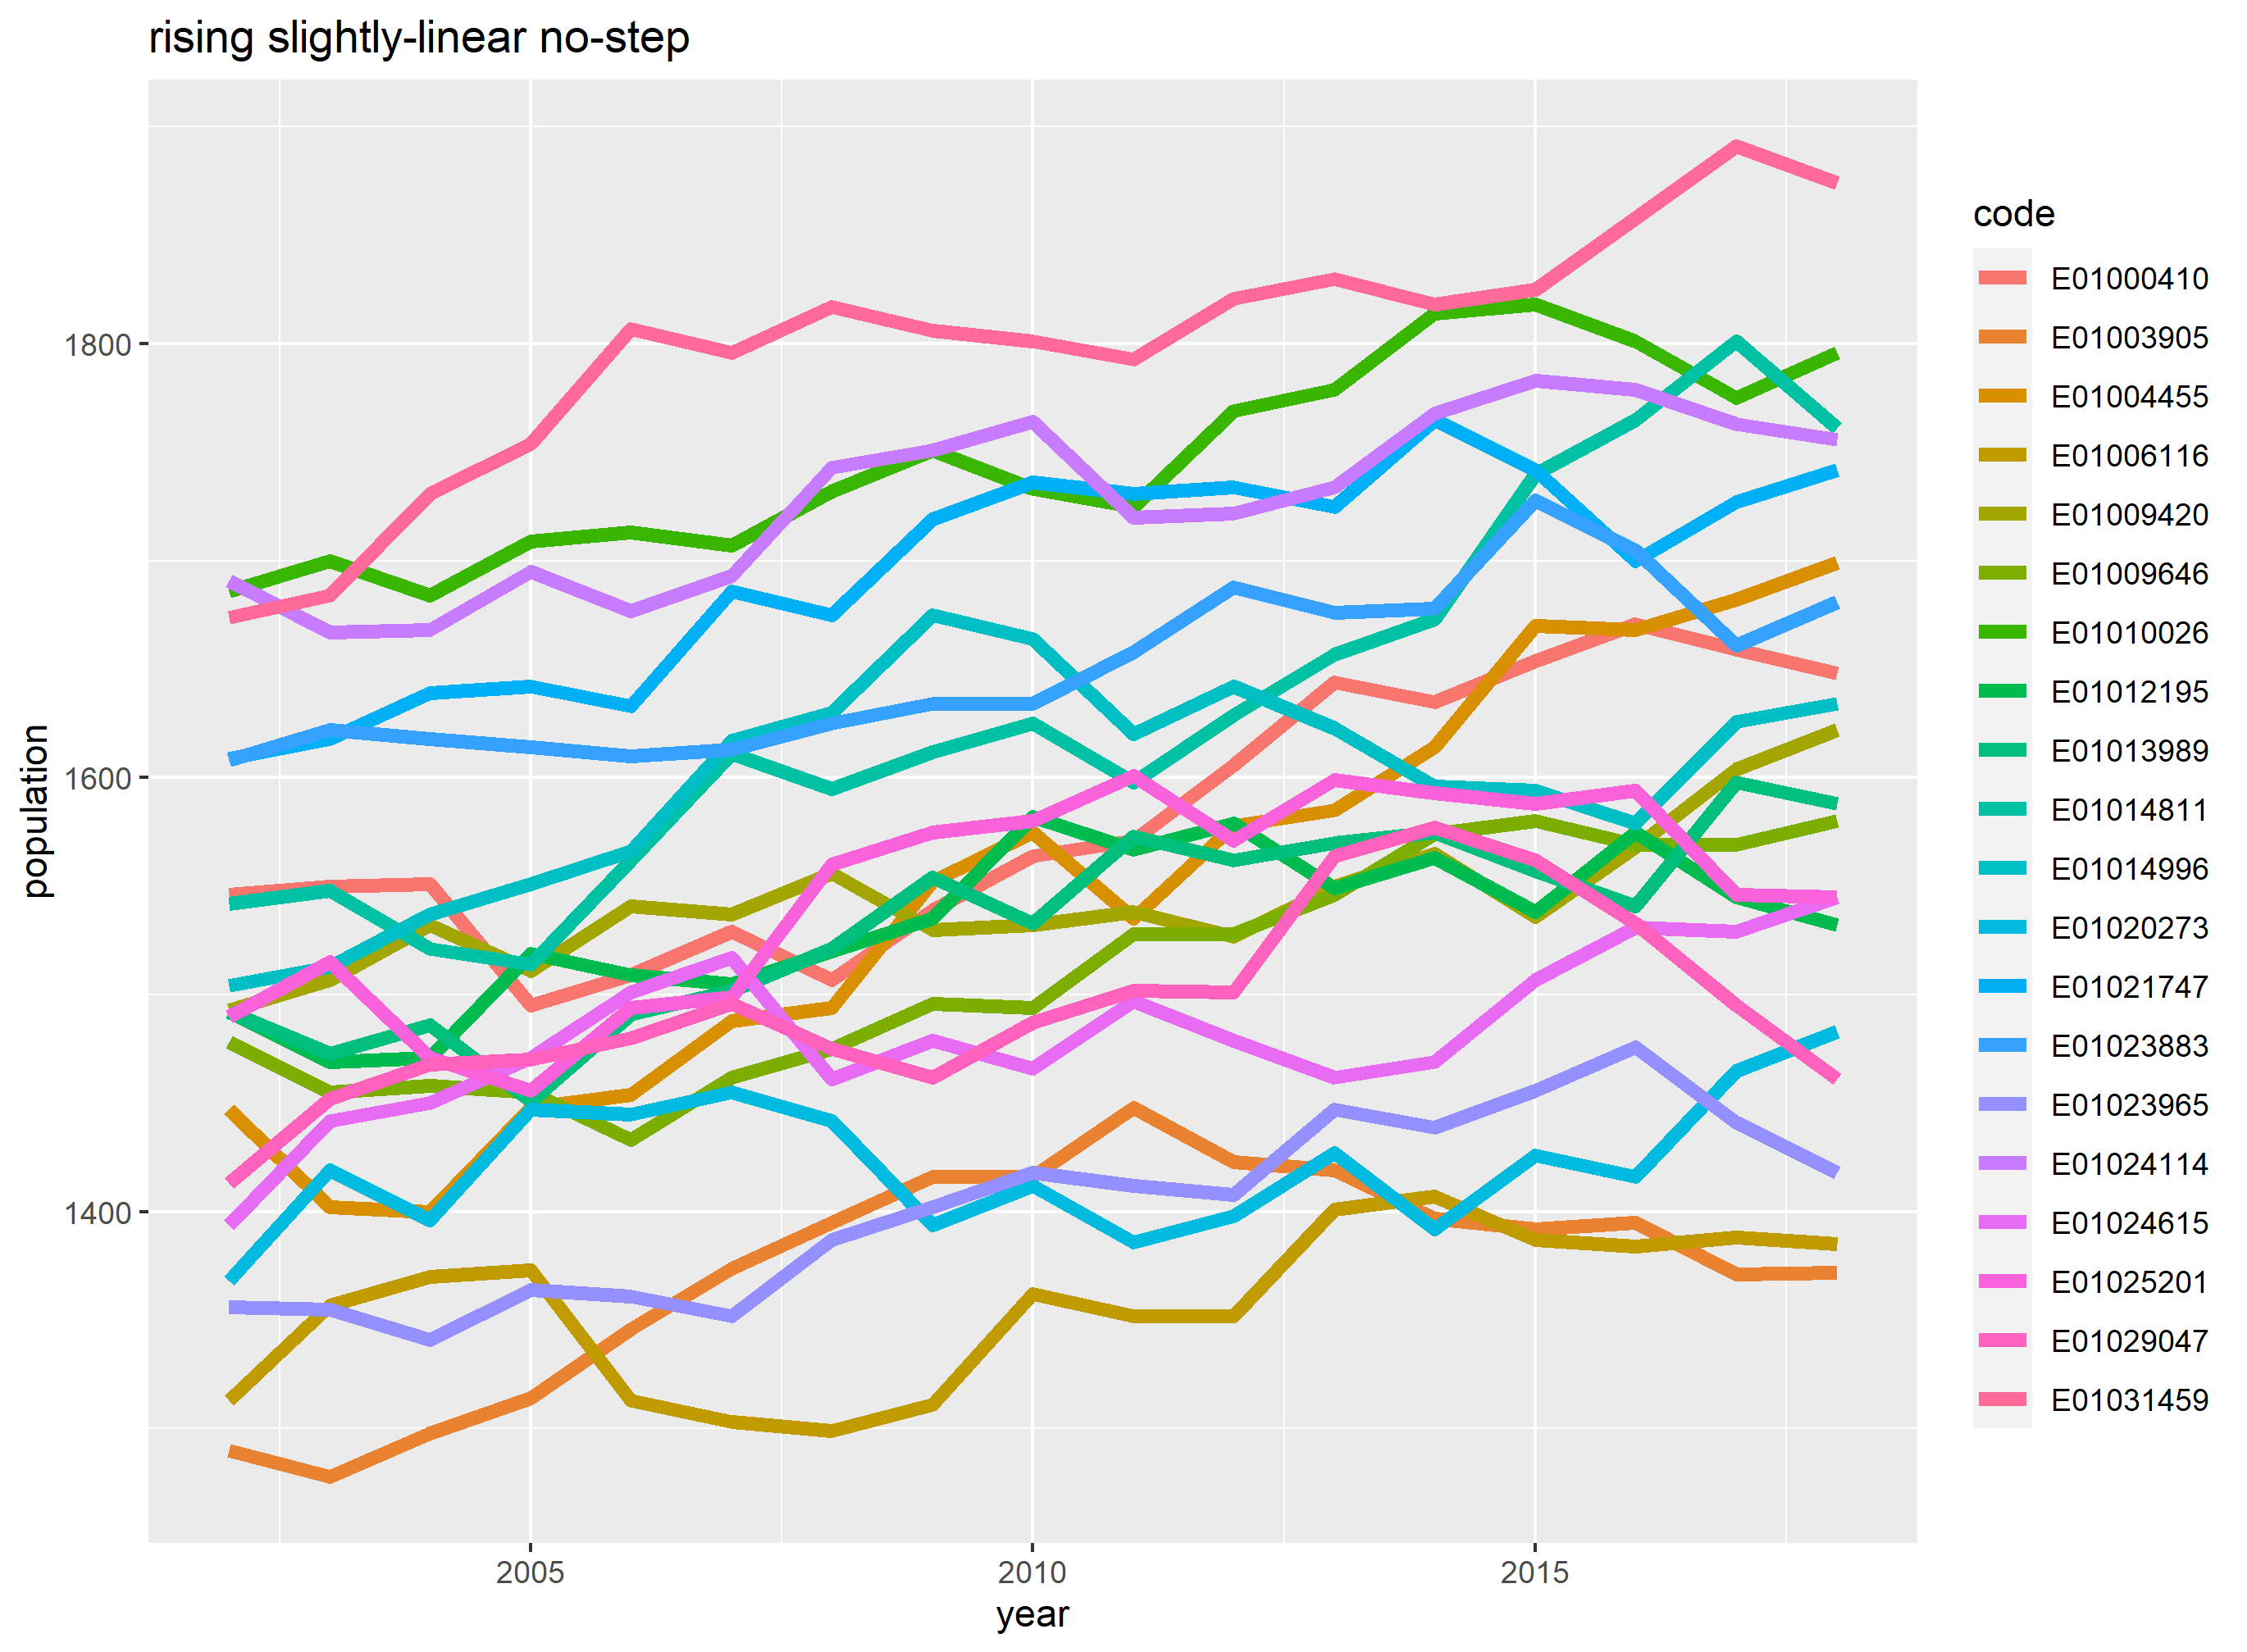 rising slightly-linear no-step
population
1800
1600
1400
2005
2010
2015
year
code
E01000410
E01003905
E01004455
E01006116
E01009420
E01009646
E01010026
E01012195
E01013989
E01014811
E01014996
E01020273
E01021747
E01023883
E01023965
E01024114
E01024615
E01025201
E01029047
E01031459